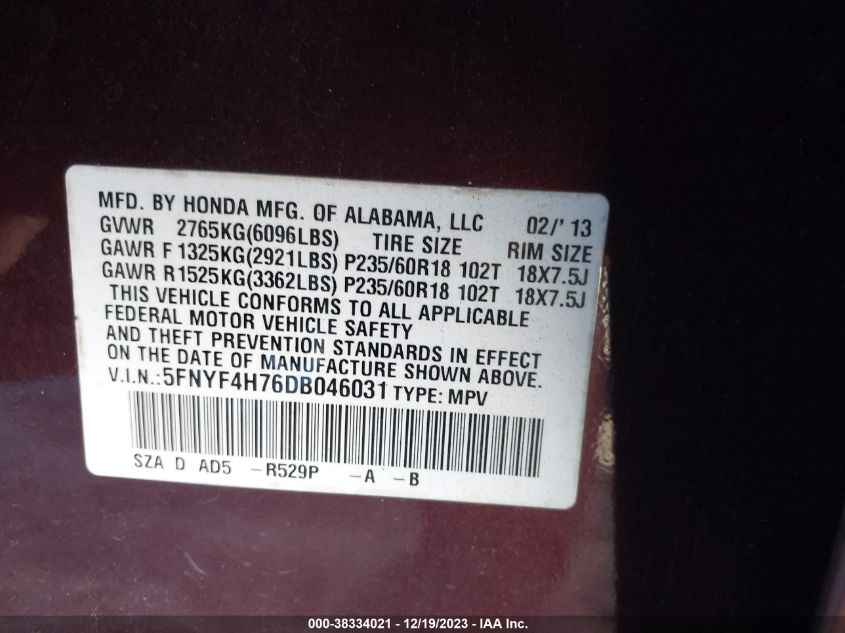 MFD. BY HONDA MFG. OF ALABAMA, LLC 02/' 13
GVWR 2765KG(6096LBS) TIRE SIZE RIM SIZE
GAWR F 1325KG(2921LBS) P235/60R18 102T 18X7.5J
GAWR R1525KG(3362LBS) P235/60R18 102T 18X7.5J
THIS VEHICLE CONFORMS TO ALL APPLICABLE
FEDERAL MOTOR VEHICLE SAFETY
AND THEFT PREVENTION STANDARDS IN EFFECT
ON THE DATE OF MANUFACTURE SHOWN ABOVE.
V.I.N.:5FNYF4H76DB046031 TYPE: MPV
SZA D AD5 -R529P -A -B
000-38334021 - 12/19/2023 - IAA Inc.